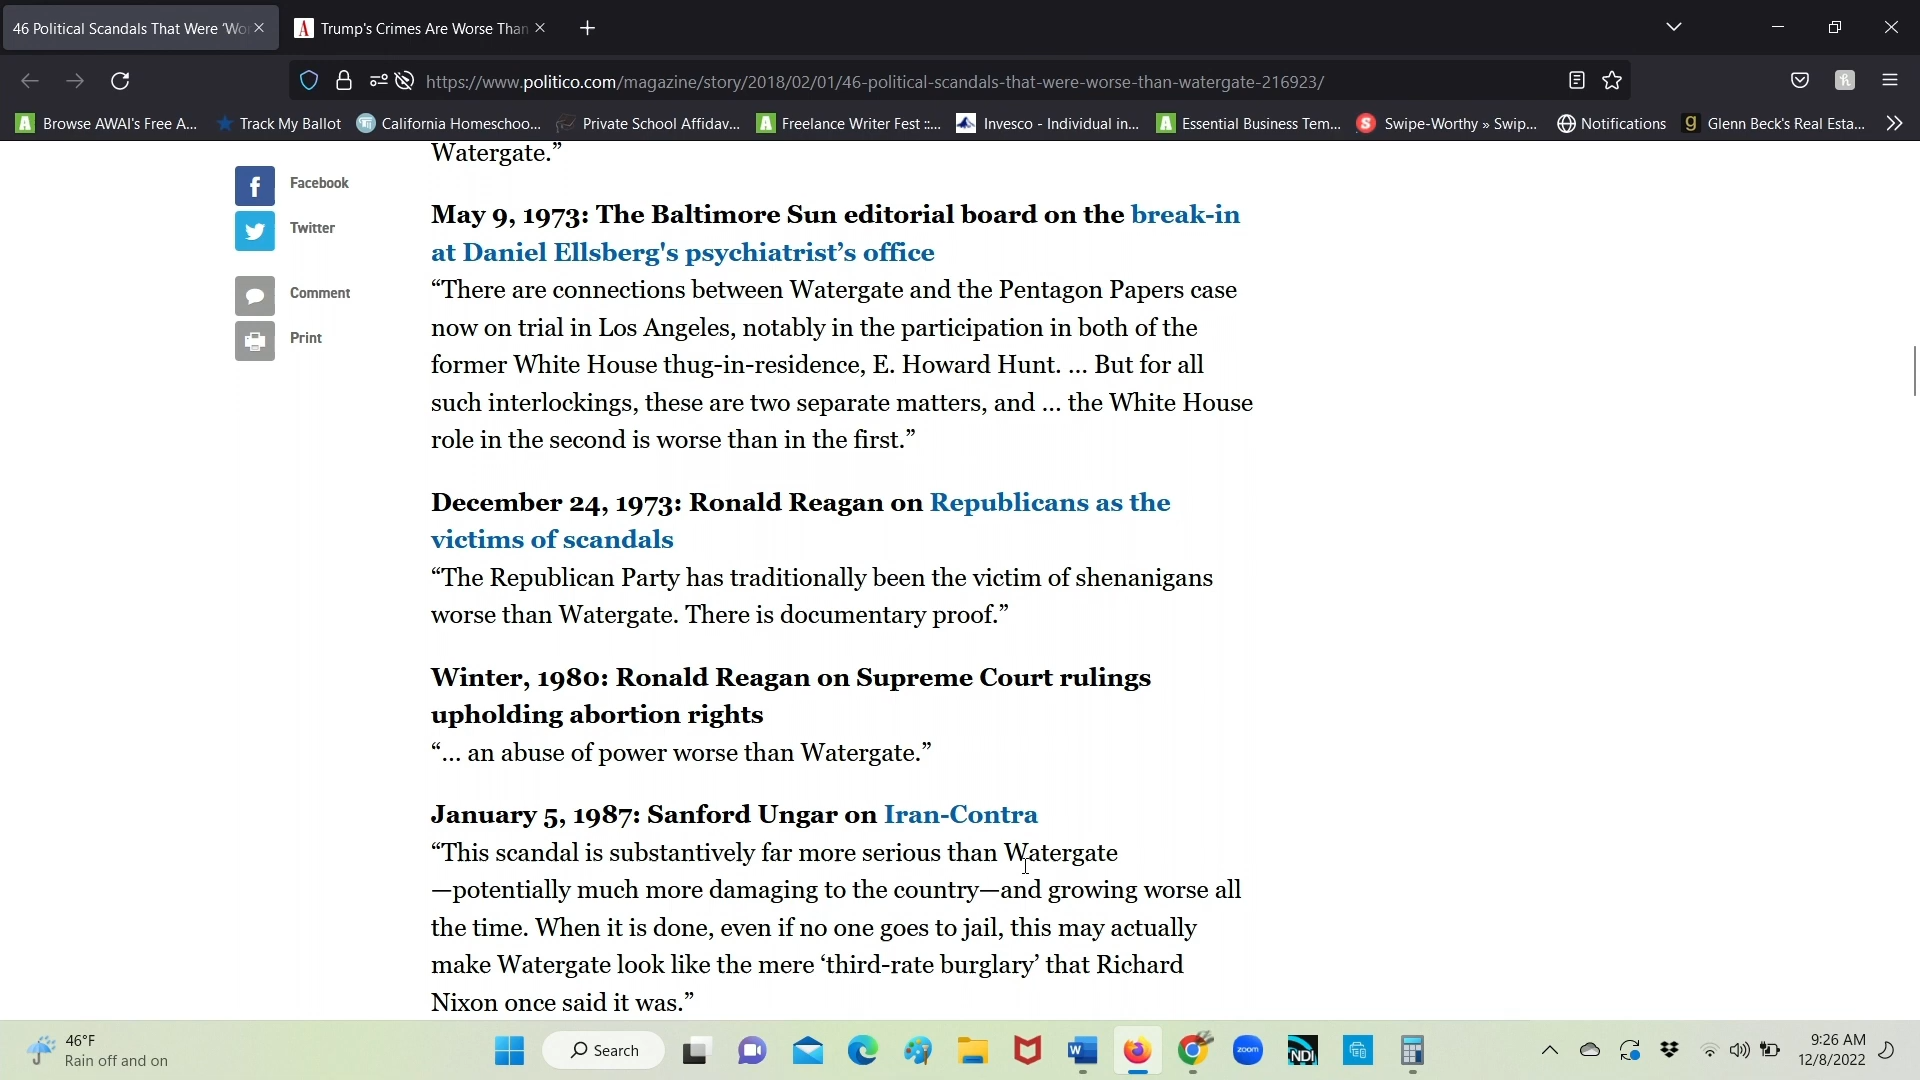 46 Political Scandals That Were 'Wo
Trump's Crimes Are Worse Than
https://www.politico.com/magazine/story/2018/02/01/46-political-scandals-that-were-worse-than-watergate-216923/
Browse AWAI's Free A...
Track My Ballot
California Homeschoo...
Private School Affidav...
Freelance Writer Fest ::...
Invesco - Individual in...
Essential Business Tem...
Swipe-Worthy » Swip...
Notifications
Glenn Beck's Real Esta...
Facebook
Twitter
Comment
Print
Watergate.”
May 9, 1973: The Baltimore Sun editorial board on the break-in
at Daniel Ellsberg's psychiatrist’s office
“There are connections between Watergate and the Pentagon Papers case
now on trial in Los Angeles, notably in the participation in both of the
former White House thug-in-residence, E. Howard Hunt. … But for all
such interlockings, these are two separate matters, and … the White House
role in the second is worse than in the first.”
December 24, 1973: Ronald Reagan on Republicans as the
victims of scandals
“The Republican Party has traditionally been the victim of shenanigans
worse than Watergate. There is documentary proof.”
Winter, 1980: Ronald Reagan on Supreme Court rulings
upholding abortion rights
“… an abuse of power worse than Watergate.”
January 5, 1987: Sanford Ungar on Iran-Contra
“This scandal is substantively far more serious than Watergate
—potentially much more damaging to the country—and growing worse all
the time. When it is done, even if no one goes to jail, this may actually
make Watergate look like the mere ‘third-rate burglary’ that Richard
Nixon once said it was.”
46°F
Rain off and on
Search
zoom
NDI
9:26 AM
12/8/2022